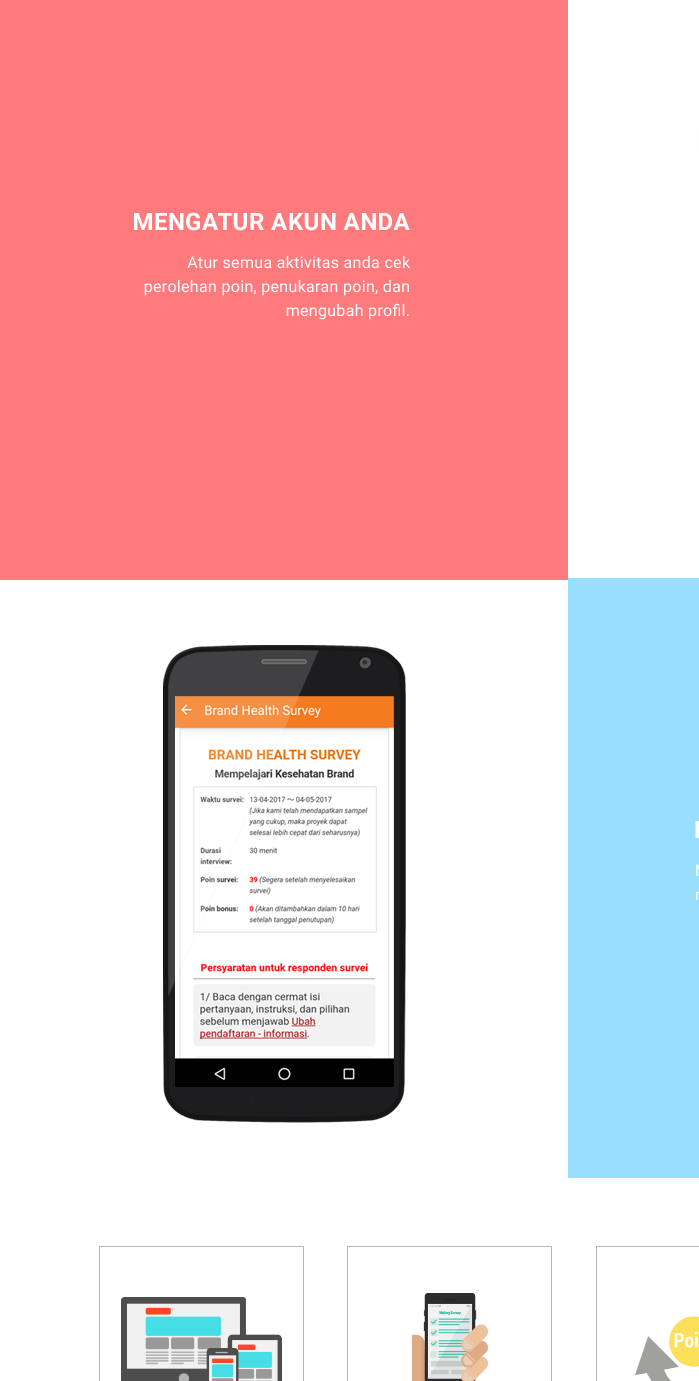 MENGATUR AKUN ANDA
Atur semua aktivitas anda cek
perolehan poin, penukaran poin, dan
mengubah profil.
Brand Health Survey
BRAND HEALTH SURVEY
Mempelajari Kesehatan Brand
Waktu survei: 13-04-2017 ～ 04-05-2017
(Jika kami telah mendapatkan sampel
yang cukup, maka proyek dapat
selesai lebih cepat dari seharusnya)
Durasi interview: 30 menit
Poin survei: 39 (Segera setelah menyelesaikan
survei)
Poin bonus: 0 (Akan ditambahkan dalam 10 hari
setelah tanggal penutupan)
Persyaratan untuk responden survei
1/ Baca dengan cermat isi
pertanyaan, instruksi, dan pilihan
sebelum menjawab Ubah
pendaftaran - informasi.